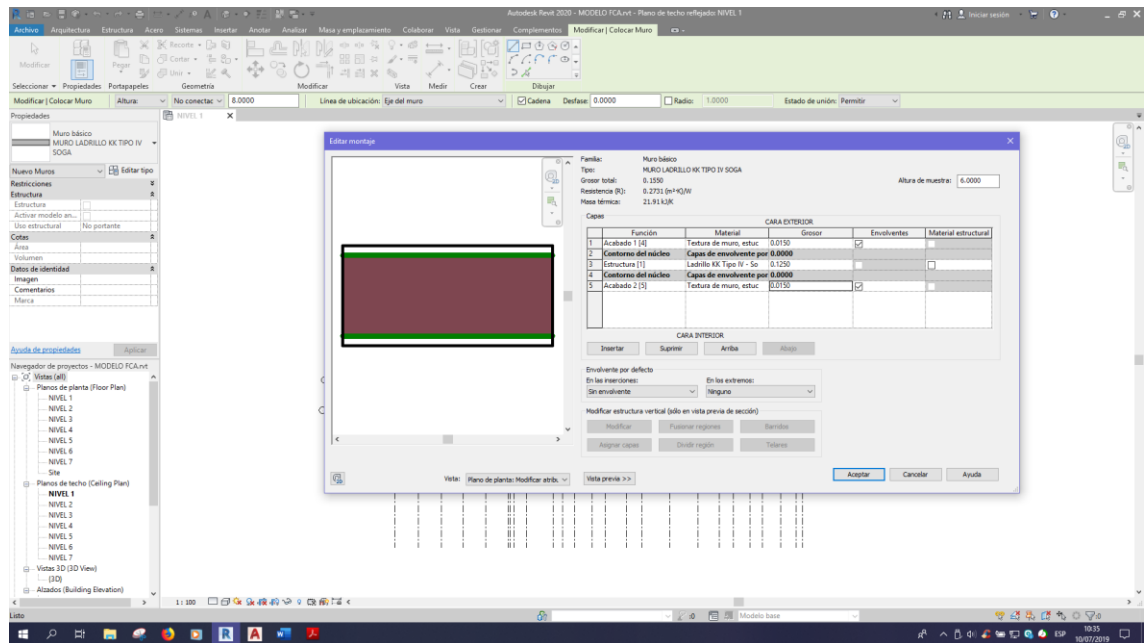 Autodesk Revit 2020 - MODELO FCA.rvt - Plano de techo reflejado: NIVEL 1
Iniciar sesión
Archivo Arquitectura Estructura Acero Sistemas Insertar Anotar Analizar Masa y emplazamiento Colaborar Vista Gestionar Complementos Modificar | Colocar Muro
Modificar
Pegar
Recorte
Cortar
Unir
Seleccionar Propiedades Portapapeles Geometría Modificar Vista Medir Crear Dibujar
Modificar | Colocar Muro Altura: No conectac 8.0000 Línea de ubicación: Eje del muro Cadena Desfase: 0.0000 Radio: 1.0000 Estado de unión: Permitir
Propiedades
NIVEL 1
Muro básico
MURO LADRILLO KK TIPO IV
SOGA
Nuevo Muros Editar tipo
Restricciones
Estructura
Estructura
Activar modelo an...
Uso estructural No portante
Cotas
Área
Volumen
Datos de identidad
Imagen
Comentarios
Marca
Ayuda de propiedades Aplicar
Navegador de proyectos - MODELO FCA.rvt
Vistas (all)
Planos de planta (Floor Plan)
NIVEL 1
NIVEL 2
NIVEL 3
NIVEL 4
NIVEL 5
NIVEL 6
NIVEL 7
Site
Planos de techo (Ceiling Plan)
NIVEL 1
NIVEL 2
NIVEL 3
NIVEL 4
NIVEL 5
NIVEL 6
NIVEL 7
Vistas 3D (3D View)
{3D}
Alzados (Building Elevation)
Editar montaje
Familia: Muro básico
Tipo: MURO LADRILLO KK TIPO IV SOGA
Grosor total: 0.1550
Resistencia (R): 0.2731 (m²·K)/W
Masa térmica: 21.91 kJ/K
Altura de muestra: 6.0000
Capas
CARA EXTERIOR
Función Material Grosor Envolventes Material estructural
1 Acabado 1 [4] Textura de muro, estuc 0.0150
2 Contorno del núcleo Capas de envolvente por 0.0000
3 Estructura [1] Ladrillo KK Tipo IV - So 0.1250
4 Contorno del núcleo Capas de envolvente por 0.0000
5 Acabado 2 [5] Textura de muro, estuc 0.0150
CARA INTERIOR
Insertar Suprimir Arriba Abajo
Envolvente por defecto
En las inserciones: En los extremos:
Sin envolvente Ninguno
Modificar estructura vertical (sólo en vista previa de sección)
Modificar Fusionar regiones Barridos
Asignar capas Dividir región Telares
Vista: Plano de planta: Modificar atrib. Vista previa >>
Aceptar Cancelar Ayuda
1 : 100
Listo
:0
Modelo base
:0
ESP
10:35
10/07/2019